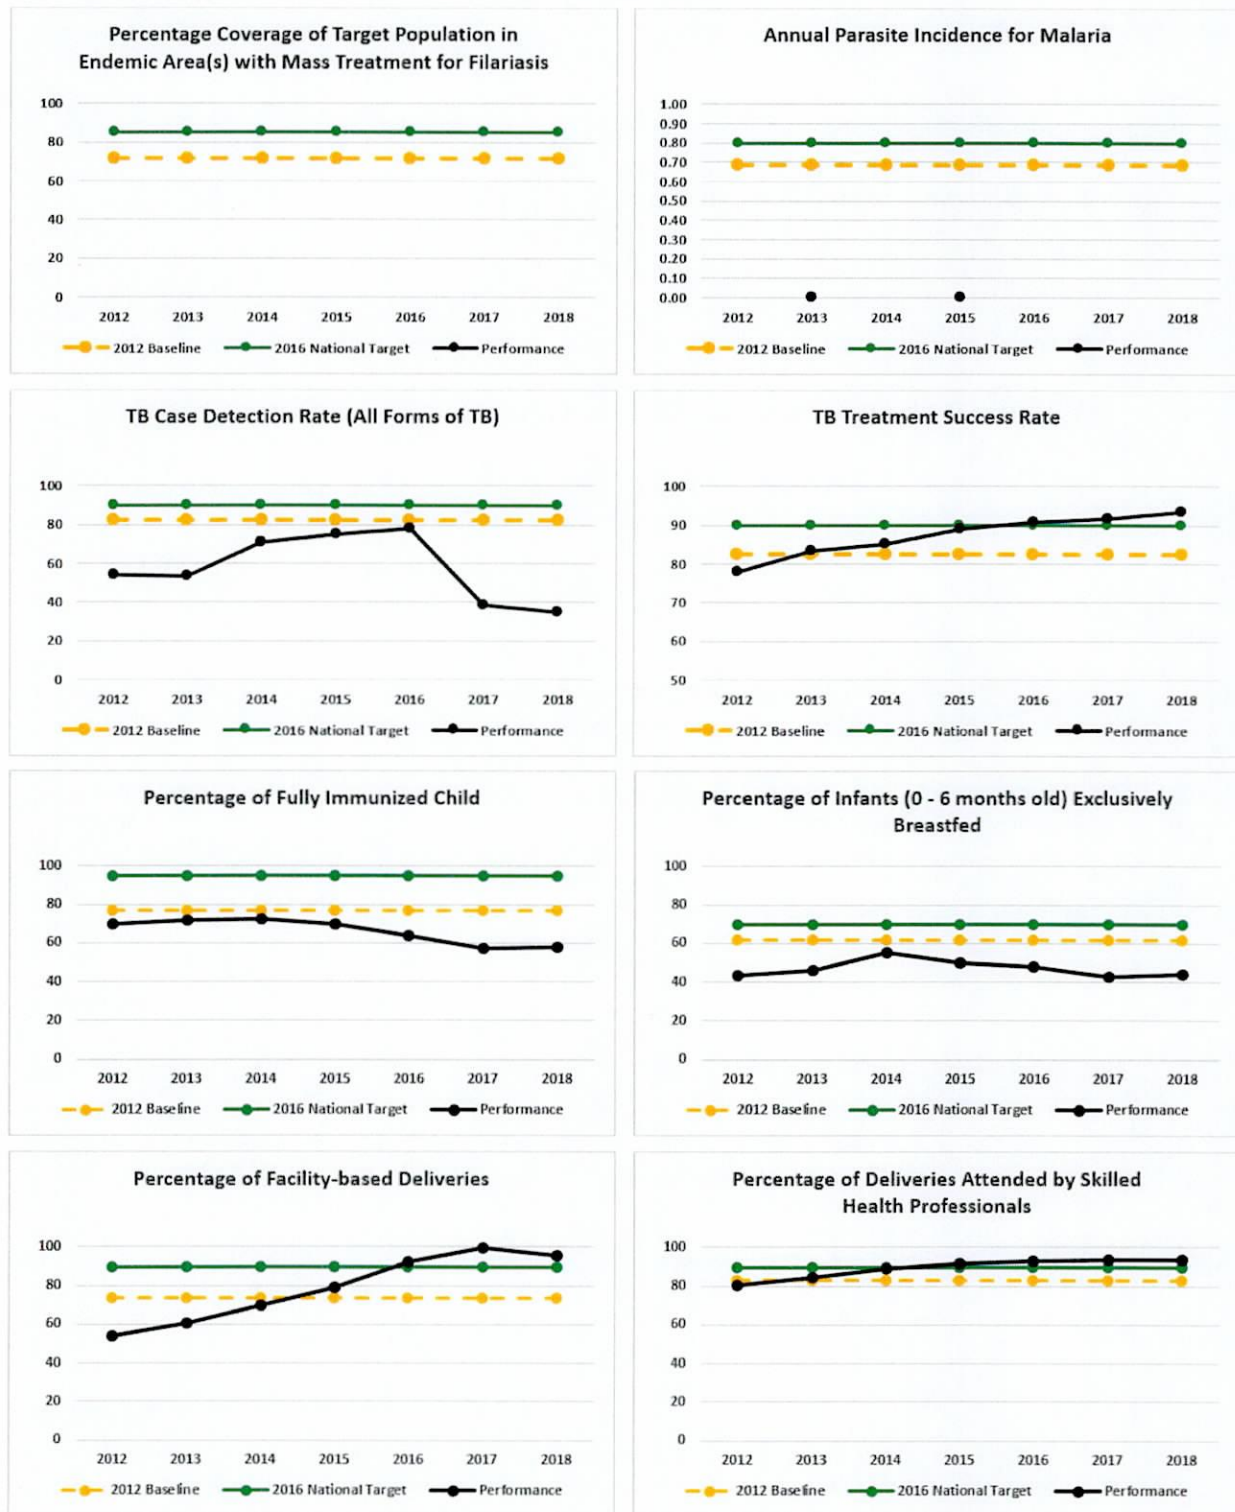 Percentage Coverage of Target Population in
Endemic Area(s) with Mass Treatment for Filariasis
100
80
60
40
20
0
2012 2013 2014 2015 2016 2017 2018
2012 Baseline 2016 National Target Performance
Annual Parasite Incidence for Malaria
1.00
0.90
0.80
0.70
0.60
0.50
0.40
0.30
0.20
0.10
0.00
2012 2013 2014 2015 2016 2017 2018
2012 Baseline 2016 National Target Performance
TB Case Detection Rate (All Forms of TB)
100
80
60
40
20
0
2012 2013 2014 2015 2016 2017 2018
2012 Baseline 2016 National Target Performance
TB Treatment Success Rate
100
90
80
70
60
50
2012 2013 2014 2015 2016 2017 2018
2012 Baseline 2016 National Target Performance
Percentage of Fully Immunized Child
100
80
60
40
20
0
2012 2013 2014 2015 2016 2017 2018
2012 Baseline 2016 National Target Performance
Percentage of Infants (0 - 6 months old) Exclusively
Breastfed
100
80
60
40
20
0
2012 2013 2014 2015 2016 2017 2018
2012 Baseline 2016 National Target Performance
Percentage of Facility-based Deliveries
100
80
60
40
20
0
2012 2013 2014 2015 2016 2017 2018
2012 Baseline 2016 National Target Performance
Percentage of Deliveries Attended by Skilled
Health Professionals
100
80
60
40
20
0
2012 2013 2014 2015 2016 2017 2018
2012 Baseline 2016 National Target Performance